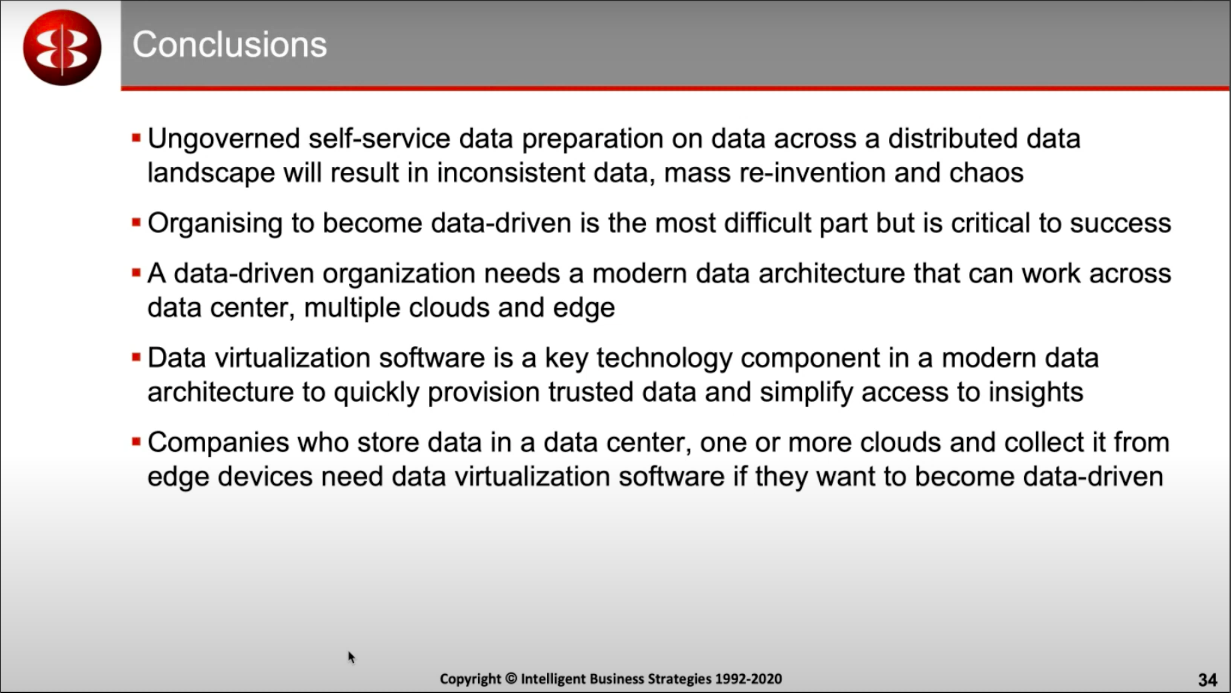 Conclusions
Ungoverned self-service data preparation on data across a distributed data
landscape will result in inconsistent data, mass re-invention and chaos
Organising to become data-driven is the most difficult part but is critical to success
A data-driven organization needs a modern data architecture that can work across
data center, multiple clouds and edge
Data virtualization software is a key technology component in a modern data
architecture to quickly provision trusted data and simplify access to insights
Companies who store data in a data center, one or more clouds and collect it from
edge devices need data virtualization software if they want to become data-driven
Copyright © Intelligent Business Strategies 1992-2020
34